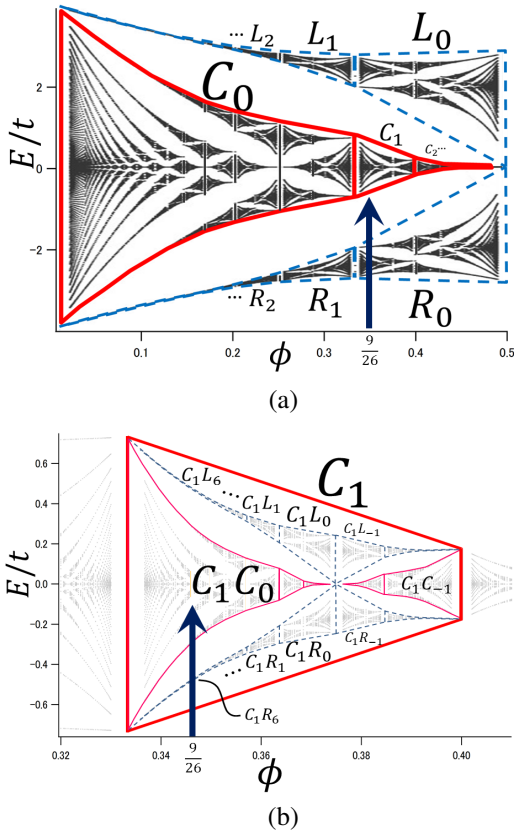 ... L₂ L₁ L₀
C₀
2
C₁ C₂...
E/t
0
-2
... R₂ R₁ R₀
0.1 0.2 0.3 9/26 0.4 0.5
ϕ
(a)
0.6
C₁L₆ ... C₁L₁ C₁L₀ C₁
0.4
C₁L₋₁
0.2
E/t
0.0
C₁C₀ C₁C₋₁
-0.2
... C₁R₁ C₁R₀ C₁R₋₁
-0.4
-0.6
C₁R₆
0.32 0.34 9/26 0.36 0.38 0.40
ϕ
(b)